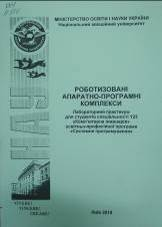 МІНІСТЕРСТВО ОСВІТИ І НАУКИ УКРАЇНИ
Національний авіаційний університет
РОБОТИЗОВАНІ
АПАРАТНО-ПРОГРАМНІ
КОМПЛЕКСИ
Лабораторний практикум
для студентів спеціальності 123
«Комп'ютерна інженерія»
освітньо-професійної програми
«Системне програмування»
Київ 2018